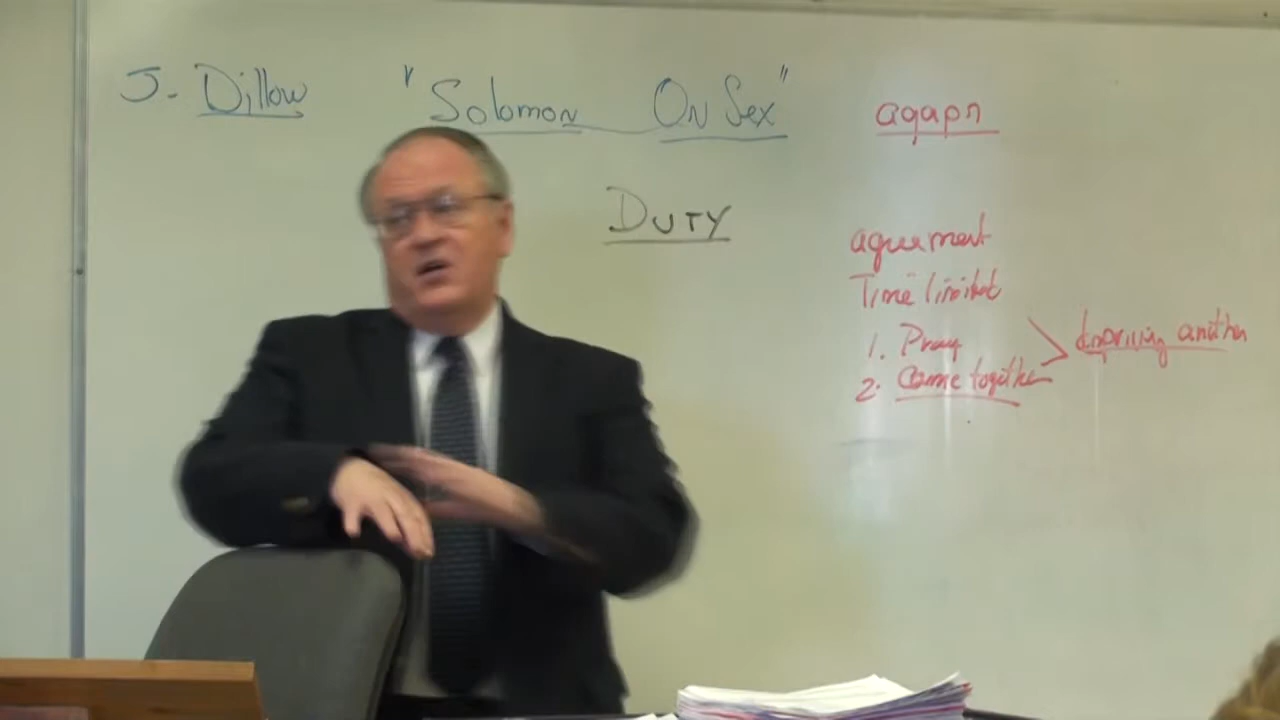 J. Dillow "Solomon On Sex"
agapη
DUTY
agreement
Time limited
1. Pray
2. Come together
depriving another